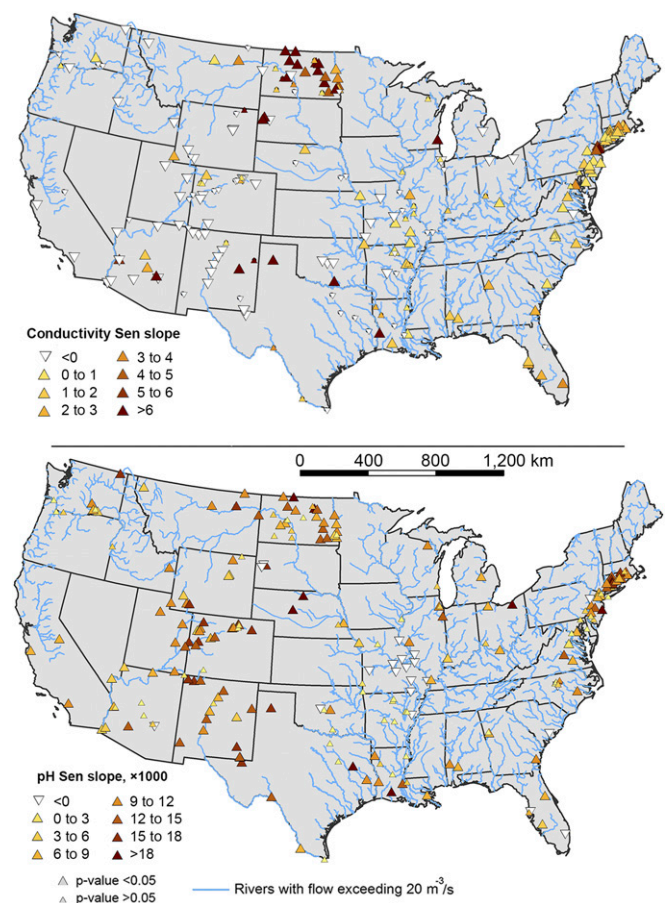 Conductivity Sen slope
<0
3 to 4
0 to 1
4 to 5
1 to 2
5 to 6
2 to 3
>6
0 400 800 1,200 km
pH Sen slope, ×1000
<0
9 to 12
0 to 3
12 to 15
3 to 6
15 to 18
6 to 9
>18
p-value <0.05
p-value >0.05
Rivers with flow exceeding 20 m⁻³/s